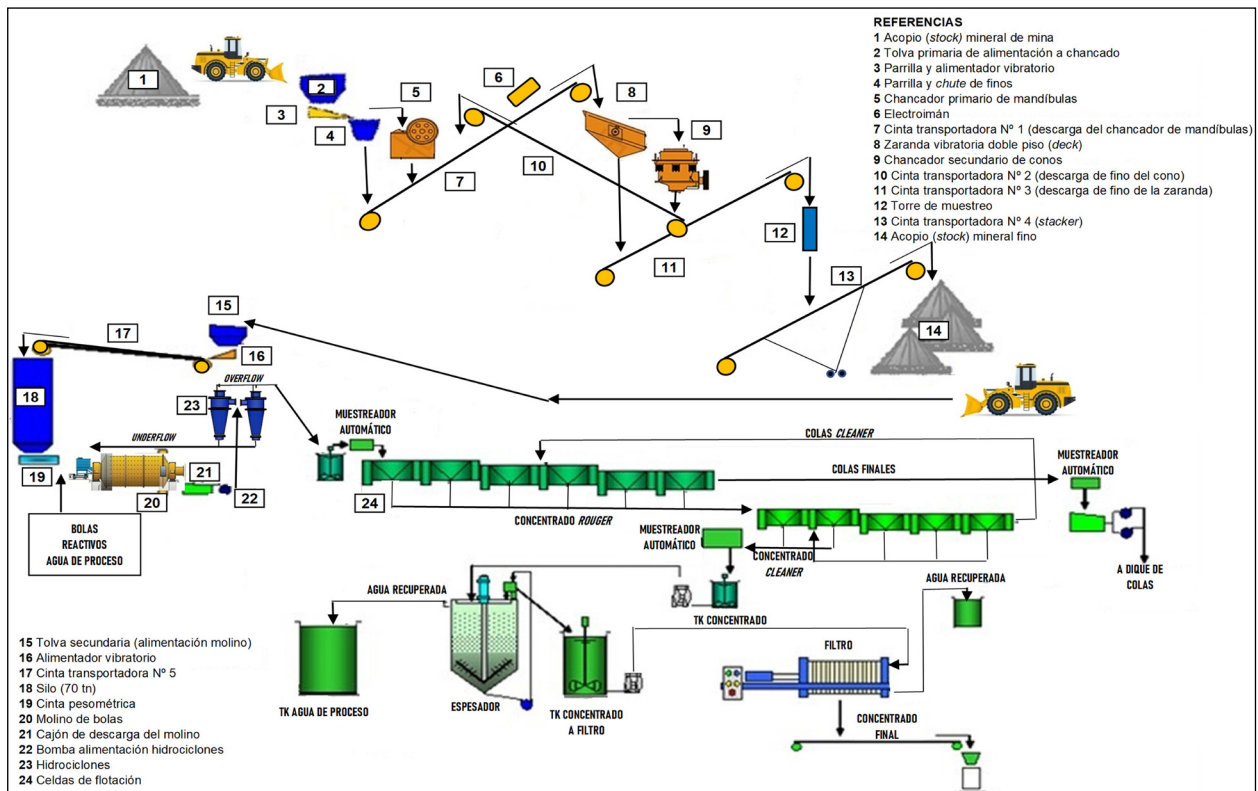 REFERENCIAS
1 Acopio (stock) mineral de mina
2 Tolva primaria de alimentación a chancado
3 Parrilla y alimentador vibratorio
4 Parrilla y chute de finos
5 Chancador primario de mandíbulas
6 Electroimán
7 Cinta transportadora Nº 1 (descarga del chancador de mandíbulas)
8 Zaranda vibratoria doble piso (deck)
9 Chancador secundario de conos
10 Cinta transportadora Nº 2 (descarga de fino del cono)
11 Cinta transportadora Nº 3 (descarga de fino de la zaranda)
12 Torre de muestreo
13 Cinta transportadora Nº 4 (stacker)
14 Acopio (stock) mineral fino
1
2
3
4
5
6
7
8
9
10
11
12
13
14
15
16
17
18
19
20
21
22
23
24
OVERFLOW
UNDERFLOW
BOLAS
REACTIVOS
AGUA DE PROCESO
MUESTREADOR
AUTOMÁTICO
COLAS CLEANER
COLAS FINALES
MUESTREADOR
AUTOMÁTICO
CONCENTRADO ROUGER
MUESTREADOR
AUTOMÁTICO
CONCENTRADO
CLEANER
A DIQUE DE
COLAS
AGUA RECUPERADA
TK CONCENTRADO
AGUA RECUPERADA
FILTRO
TK AGUA DE PROCESO
ESPESADOR
TK CONCENTRADO
A FILTRO
CONCENTRADO
FINAL
15 Tolva secundaria (alimentación molino)
16 Alimentador vibratorio
17 Cinta transportadora Nº 5
18 Silo (70 tn)
19 Cinta pesométrica
20 Molino de bolas
21 Cajón de descarga del molino
22 Bomba alimentación hidrociclones
23 Hidrociclones
24 Celdas de flotación